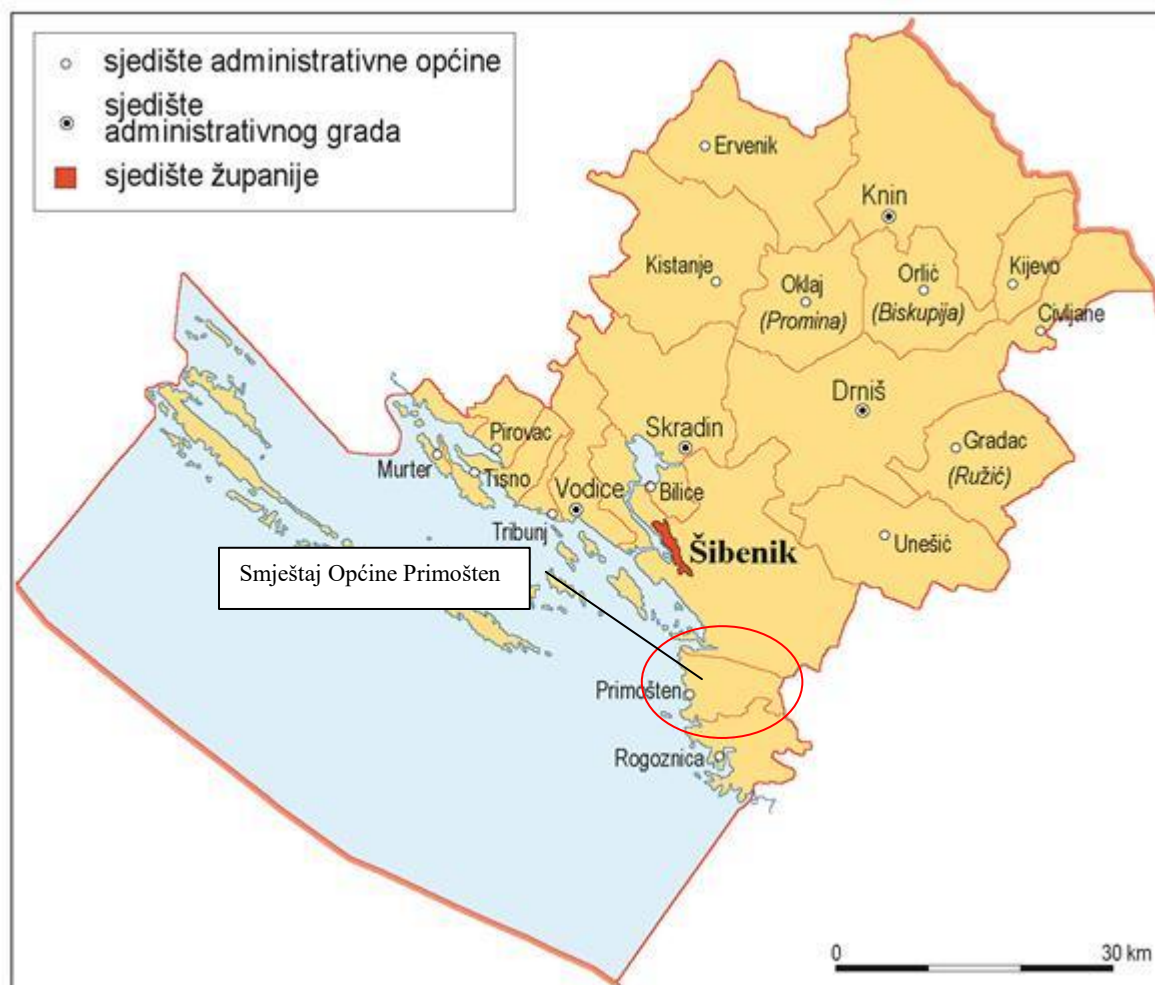 sjedište administrativne općine
sjedište
administrativnog grada
sjedište županije
Ervenik
Knin
Kistanje
Oklaj
(Promina)
Orlić
(Biskupija)
Kijevo
Civljane
Drniš
Skradin
Pirovac
Gradac
(Ružić)
Murter
Tisno
Vodice
Bilice
Tribunj
Šibenik
Unešić
Smještaj Općine Primošten
Primošten
Rogoznica
0
30 km